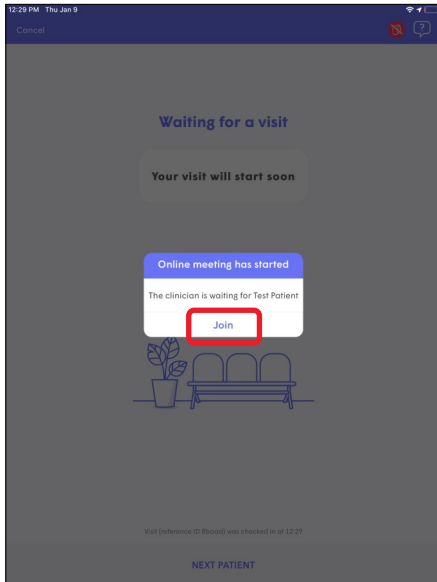 12:29 PM Thu Jan 9
Cancel
Waiting for a visit
Your visit will start soon
Online meeting has started
The clinician is waiting for Test Patient
Join
Visit (reference ID 8baad) was checked in at 12:29
NEXT PATIENT